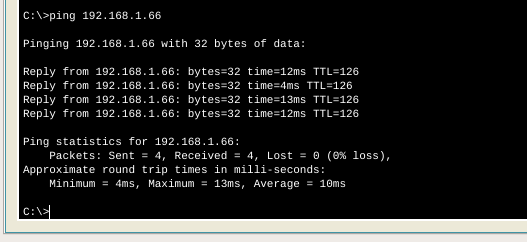 C:\>ping 192.168.1.66
Pinging 192.168.1.66 with 32 bytes of data:
Reply from 192.168.1.66: bytes=32 time=12ms TTL=126
Reply from 192.168.1.66: bytes=32 time=4ms TTL=126
Reply from 192.168.1.66: bytes=32 time=13ms TTL=126
Reply from 192.168.1.66: bytes=32 time=12ms TTL=126
Ping statistics for 192.168.1.66:
    Packets: Sent = 4, Received = 4, Lost = 0 (0% loss),
Approximate round trip times in milli-seconds:
    Minimum = 4ms, Maximum = 13ms, Average = 10ms
C:\>